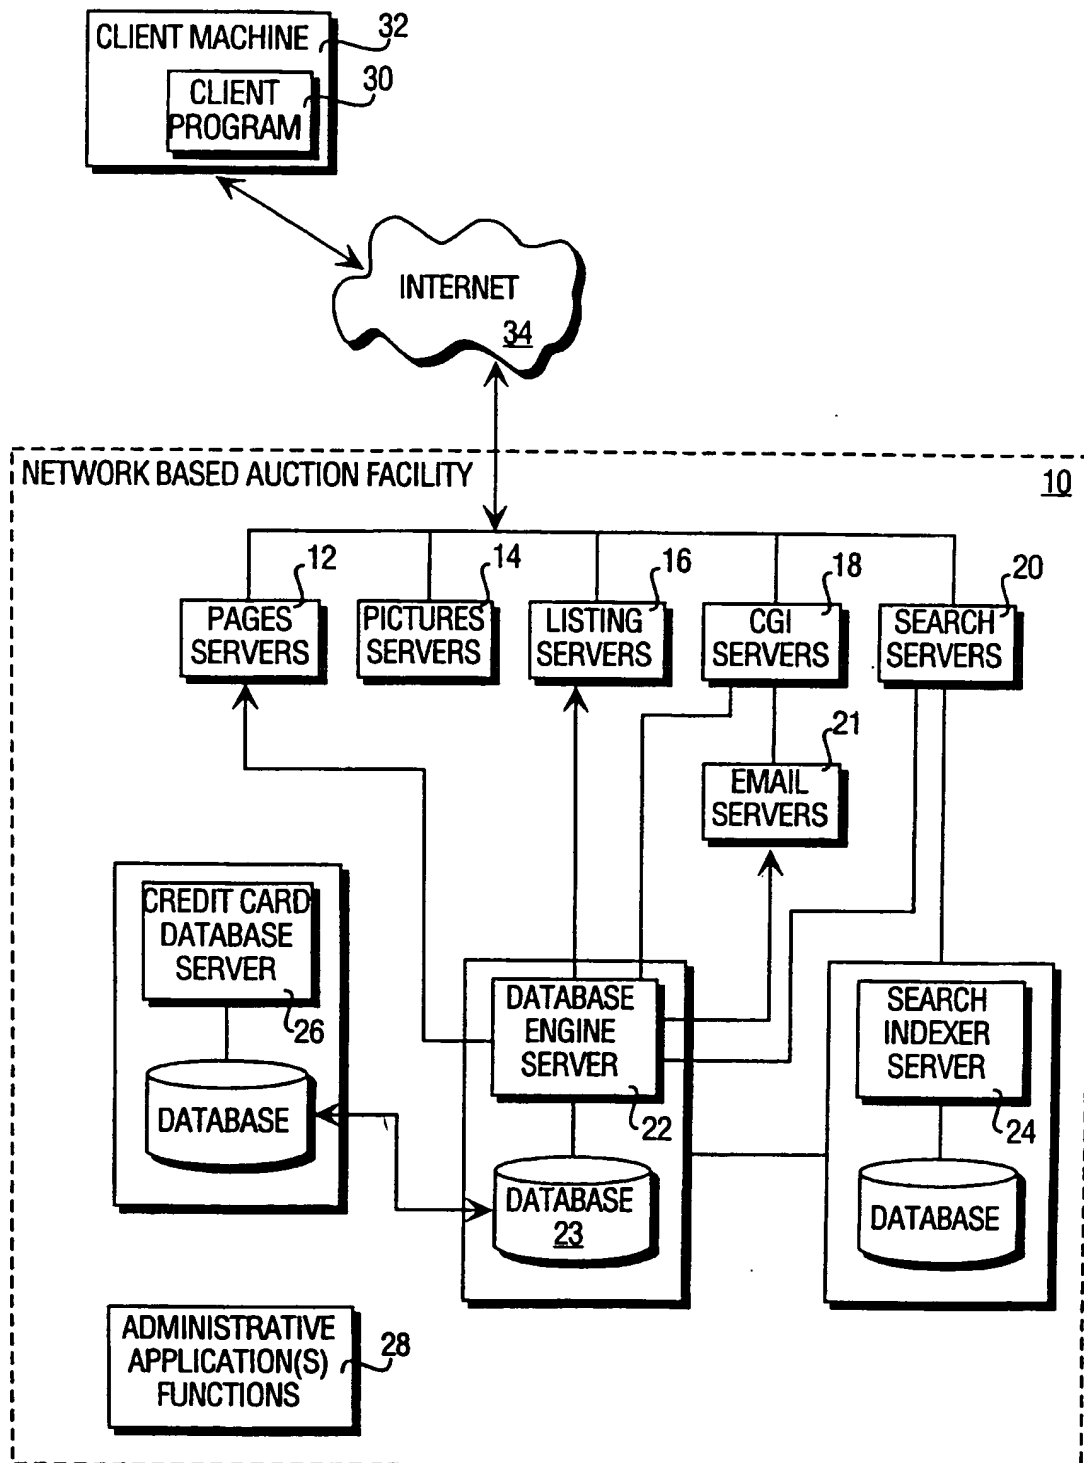 CLIENT MACHINE
32
CLIENT
PROGRAM
30
INTERNET
34
NETWORK BASED AUCTION FACILITY
10
12
14
16
18
20
PAGES
SERVERS
PICTURES
SERVERS
LISTING
SERVERS
CGI
SERVERS
SEARCH
SERVERS
21
EMAIL
SERVERS
CREDIT CARD
DATABASE
SERVER
26
DATABASE
DATABASE
ENGINE
SERVER
22
DATABASE
23
SEARCH
INDEXER
SERVER
24
DATABASE
ADMINISTRATIVE
APPLICATION(S)
FUNCTIONS
28